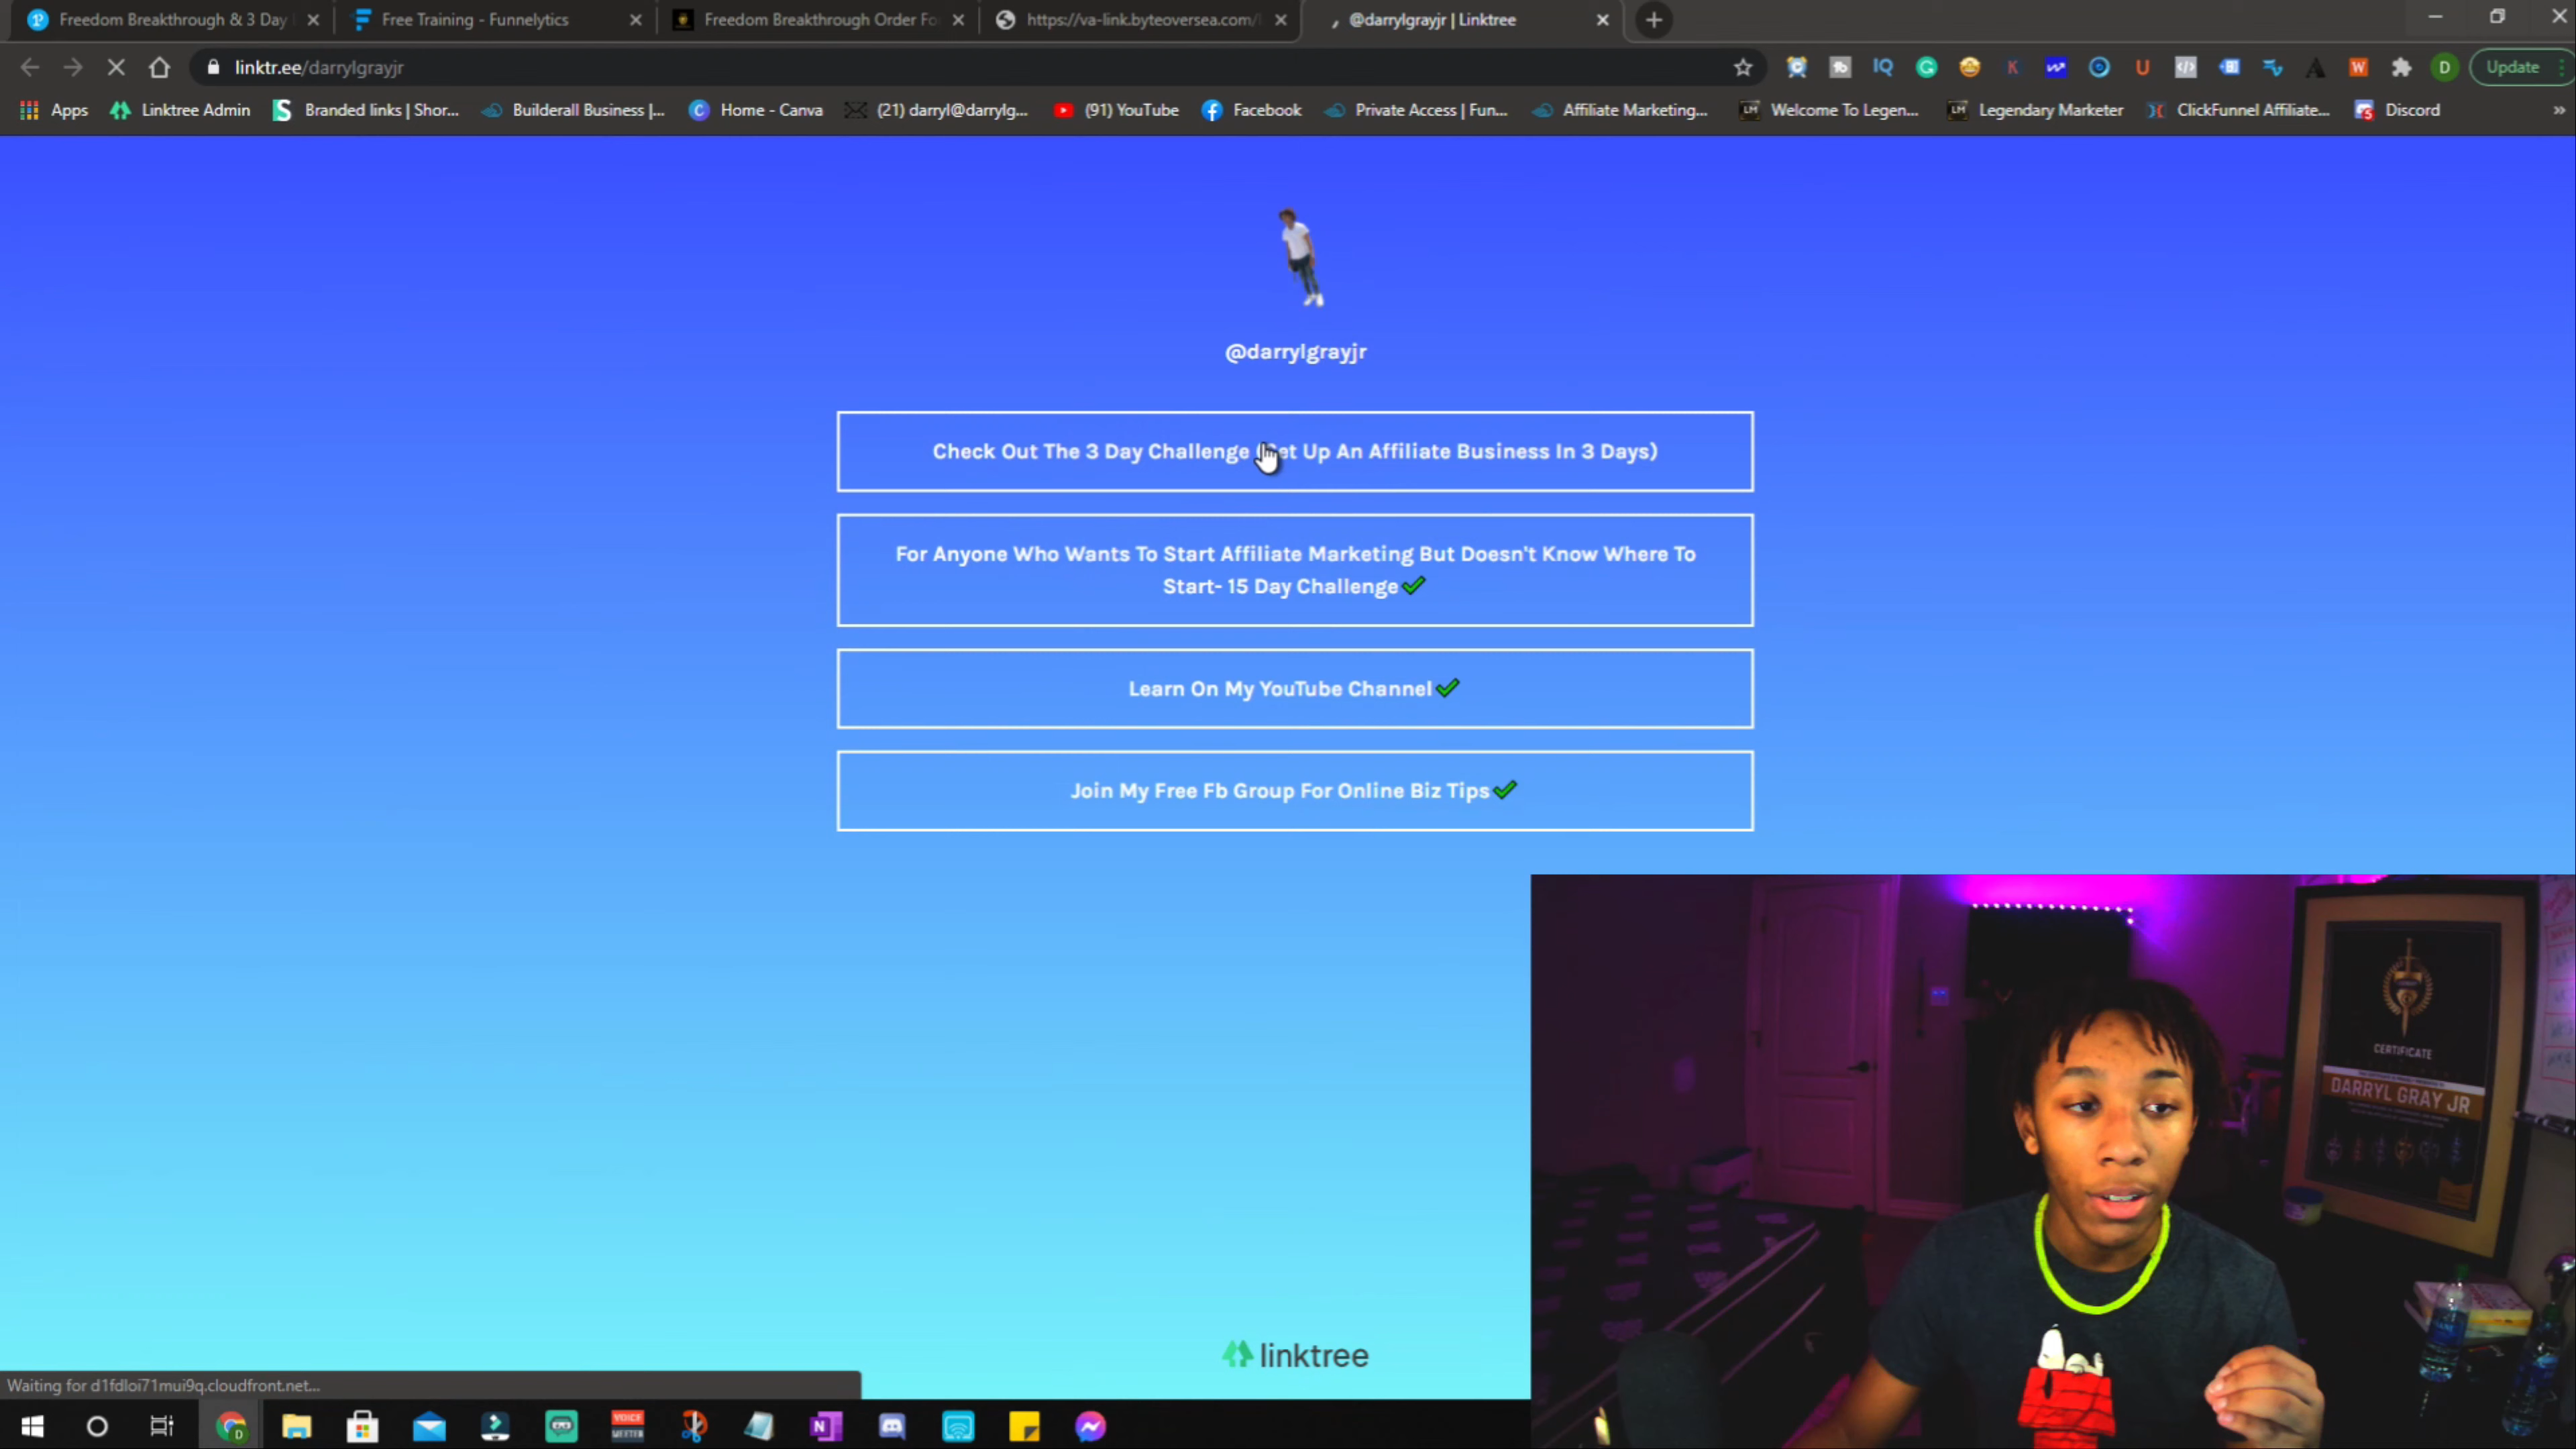 Freedom Breakthrough & 3 Day
Free Training - Funnelytics
Freedom Breakthrough Order Fo
https://va-link.byteoversea.com/
@darrylgrayjr | Linktree
linktr.ee/darrylgrayjr
Update
Apps
Linktree Admin
Branded links | Shor...
Builderall Business |...
Home - Canva
(21) darryl@darrylg...
(91) YouTube
Facebook
Private Access | Fun...
Affiliate Marketing...
Welcome To Legen...
Legendary Marketer
ClickFunnel Affiliate...
Discord
@darrylgrayjr
Check Out The 3 Day Challenge et Up An Affiliate Business In 3 Days)
For Anyone Who Wants To Start Affiliate Marketing But Doesn't Know Where To
Start- 15 Day Challenge
Learn On My YouTube Channel
Join My Free Fb Group For Online Biz Tips
CERTIFICATE
DARRYL GRAY JR
linktree
Waiting for d1fdloi71mui9q.cloudfront.net...
VOICE
MEETER